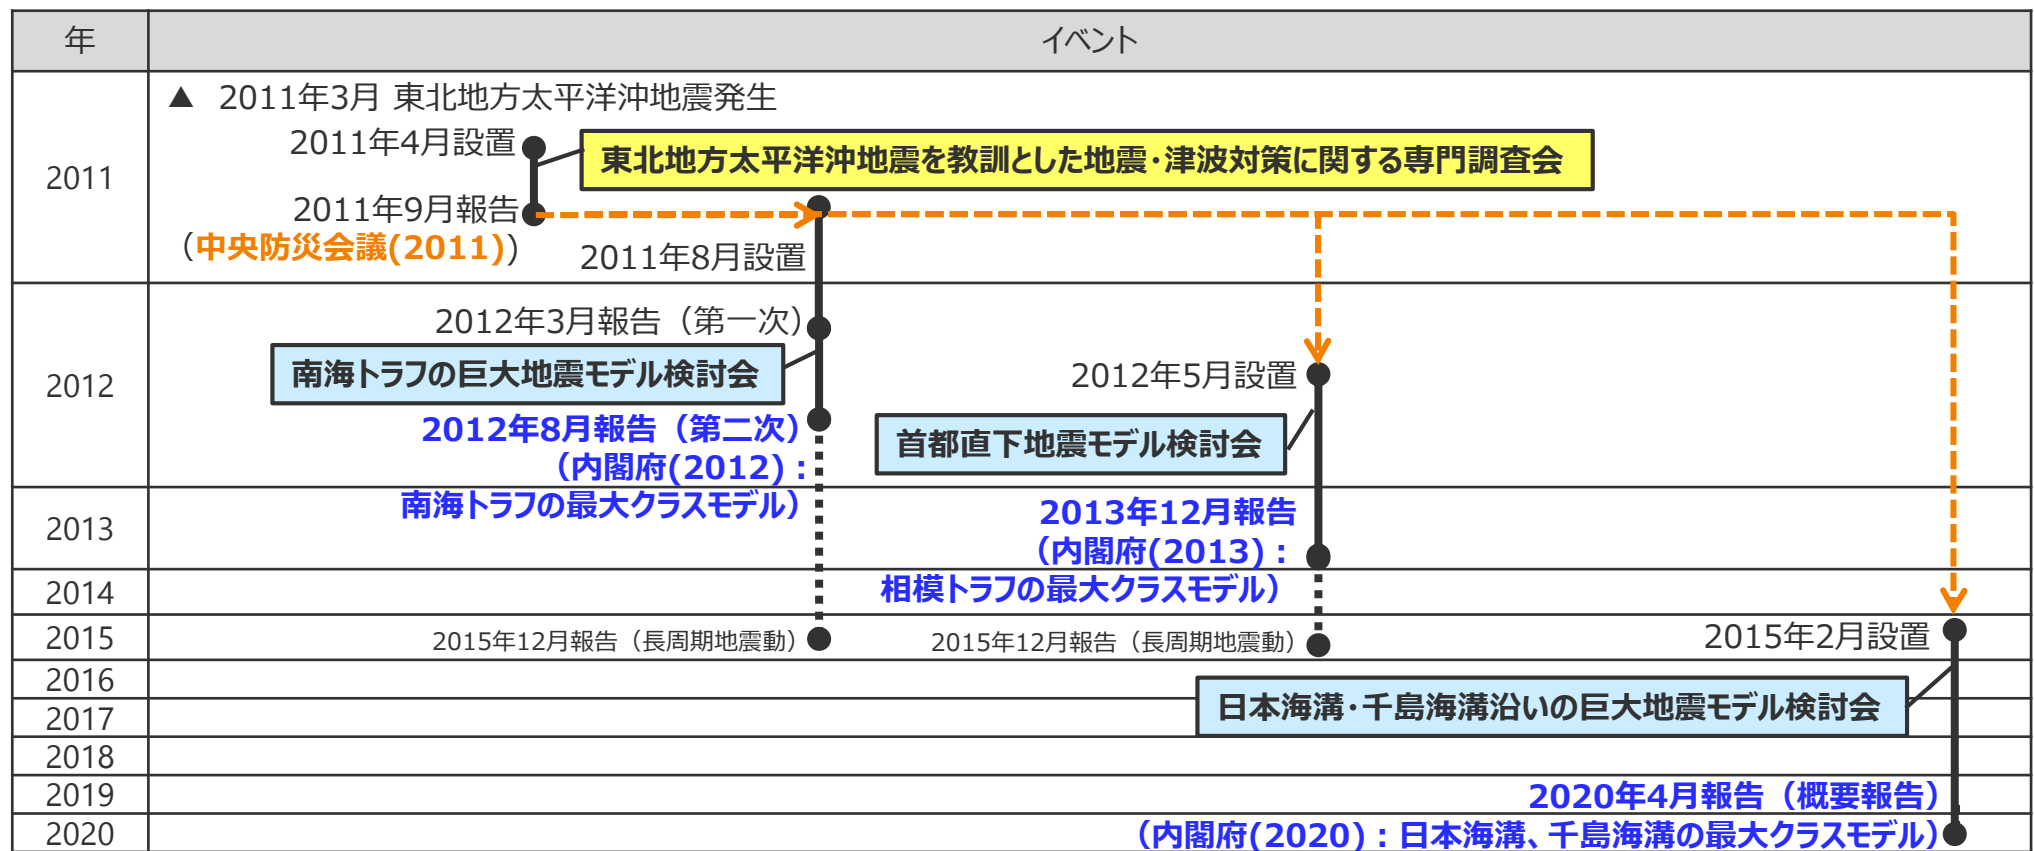 年
イベント
2011
▲ 2011年3月 東北地方太平洋沖地震発生
2011年4月設置
東北地方太平洋沖地震を教訓とした地震・津波対策に関する専門調査会
2011年9月報告
（中央防災会議(2011)）
2011年8月設置
2012
2012年3月報告（第一次）
南海トラフの巨大地震モデル検討会
2012年8月報告（第二次）
（内閣府(2012)：
南海トラフの最大クラスモデル）
2012年5月設置
首都直下地震モデル検討会
2013
2013年12月報告
（内閣府(2013)：
相模トラフの最大クラスモデル）
2014
2015
2015年12月報告（長周期地震動）
2015年12月報告（長周期地震動）
2015年2月設置
2016
日本海溝・千島海溝沿いの巨大地震モデル検討会
2017
2018
2019
2020年4月報告（概要報告）
2020
（内閣府(2020)：日本海溝、千島海溝の最大クラスモデル）